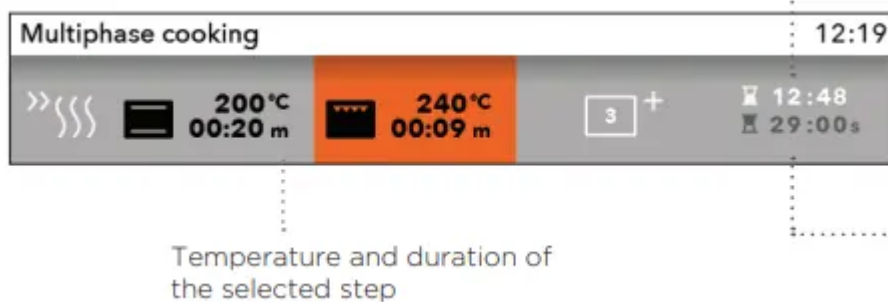 Multiphase cooking 12:19
200°C 240°C 3 + 12:48
00:20 m 00:09 m 29:00s
Temperature and duration of
the selected step